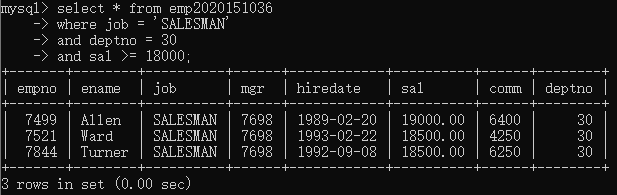 mysql> select * from emp2020151036
    -> where job = 'SALESMAN'
    -> and deptno = 30
    -> and sal >= 18000;
+-------+--------+----------+------+------------+----------+------+--------+
| empno | ename  | job      | mgr  | hiredate   | sal      | comm | deptno |
+-------+--------+----------+------+------------+----------+------+--------+
|  7499 | Allen  | SALESMAN | 7698 | 1989-02-20 | 19000.00 | 6400 |     30 |
|  7521 | Ward   | SALESMAN | 7698 | 1993-02-22 | 18500.00 | 4250 |     30 |
|  7844 | Turner | SALESMAN | 7698 | 1992-09-08 | 18500.00 | 6250 |     30 |
+-------+--------+----------+------+------------+----------+------+--------+
3 rows in set (0.00 sec)